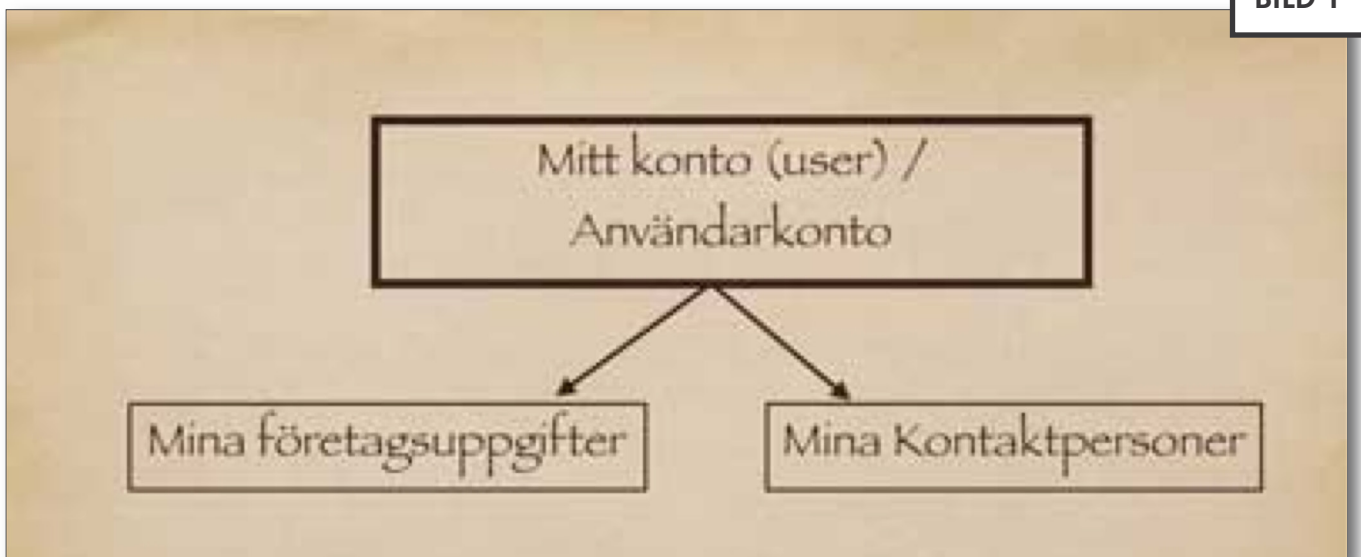 BILD 1
Mitt konto (user) /
Användarkonto
Mina företagsuppgifter
Mina Kontaktpersoner